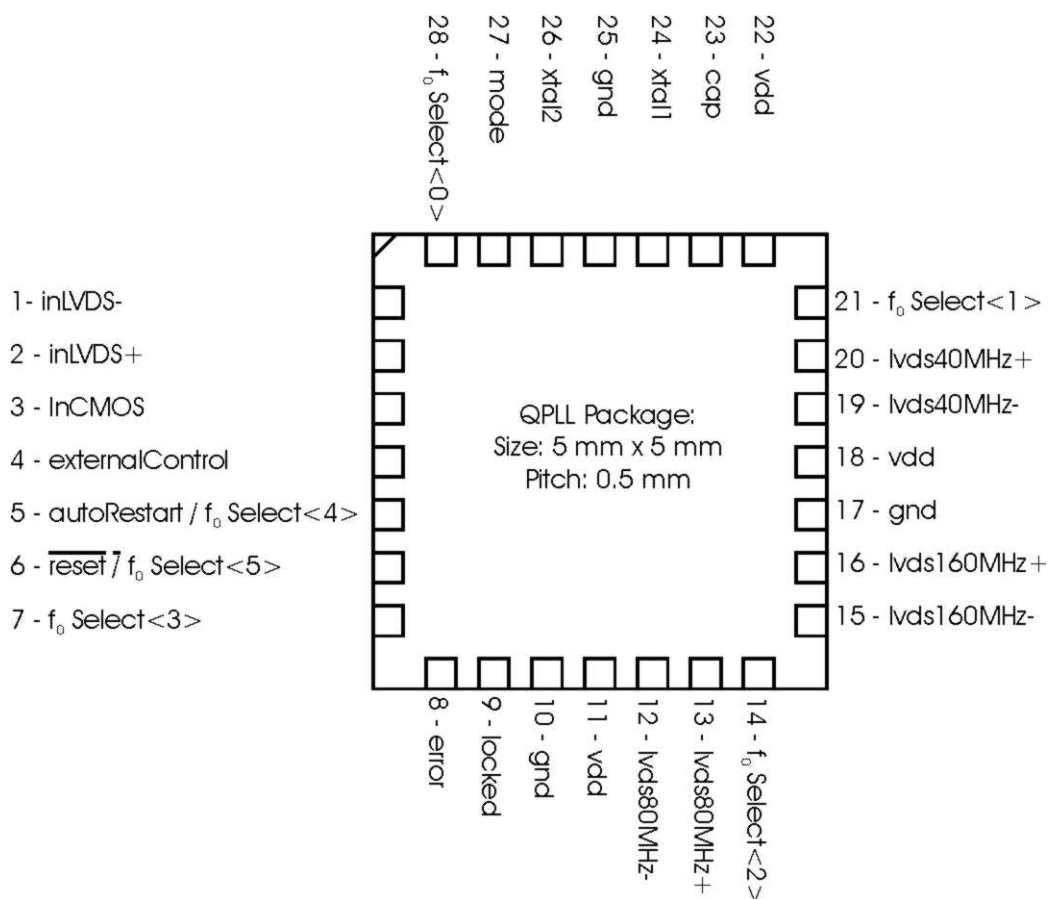 28 - f₀ Select<0>
27 - mode
26 - xtal2
25 - gnd
24 - xtal1
23 - cap
22 - vdd
1- inLVDS-
2 - inLVDS+
3 - InCMOS
4 - externalControl
5 - autoRestart / f₀ Select<4>
6 - reset / f₀ Select<5>
7 - f₀ Select<3>
QPLL Package:
Size: 5 mm x 5 mm
Pitch: 0.5 mm
21 - f₀ Select<1>
20 - lvds40MHz+
19 - lvds40MHz-
18 - vdd
17 - gnd
16 - lvds160MHz+
15 - lvds160MHz-
8 - error
9 - locked
10 - gnd
11 - vdd
12 - lvds80MHz-
13 - lvds80MHz+
14 - f₀ Select<2>